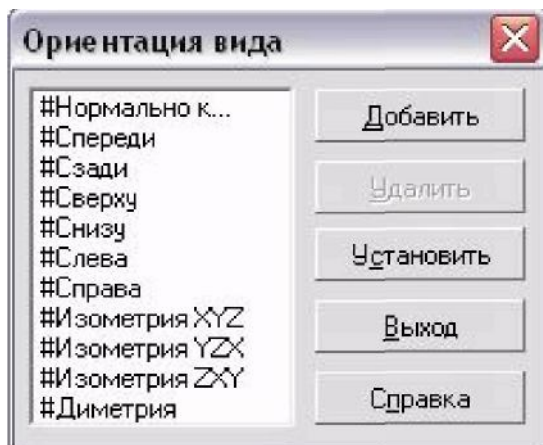 Ориентация вида
#Нормально к...
#Спереди
#Сзади
#Сверху
#Снизу
#Слева
#Справа
#Изометрия XYZ
#Изометрия YZX
#Изометрия ZXY
#Диметрия
Добавить
Удалить
Установить
Выход
Справка